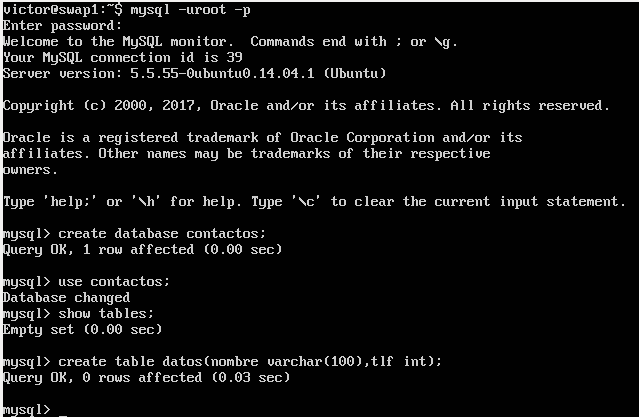 victor@swap1:~$ mysql -uroot -p
Enter password:
Welcome to the MySQL monitor.  Commands end with ; or \g.
Your MySQL connection id is 39
Server version: 5.5.55-0ubuntu0.14.04.1 (Ubuntu)
Copyright (c) 2000, 2017, Oracle and/or its affiliates. All rights reserved.
Oracle is a registered trademark of Oracle Corporation and/or its
affiliates. Other names may be trademarks of their respective
owners.
Type 'help;' or '\h' for help. Type '\c' to clear the current input statement.
mysql> create database contactos;
Query OK, 1 row affected (0.00 sec)
mysql> use contactos;
Database changed
mysql> show tables;
Empty set (0.00 sec)
mysql> create table datos(nombre varchar(100),tlf int);
Query OK, 0 rows affected (0.03 sec)
mysql> _